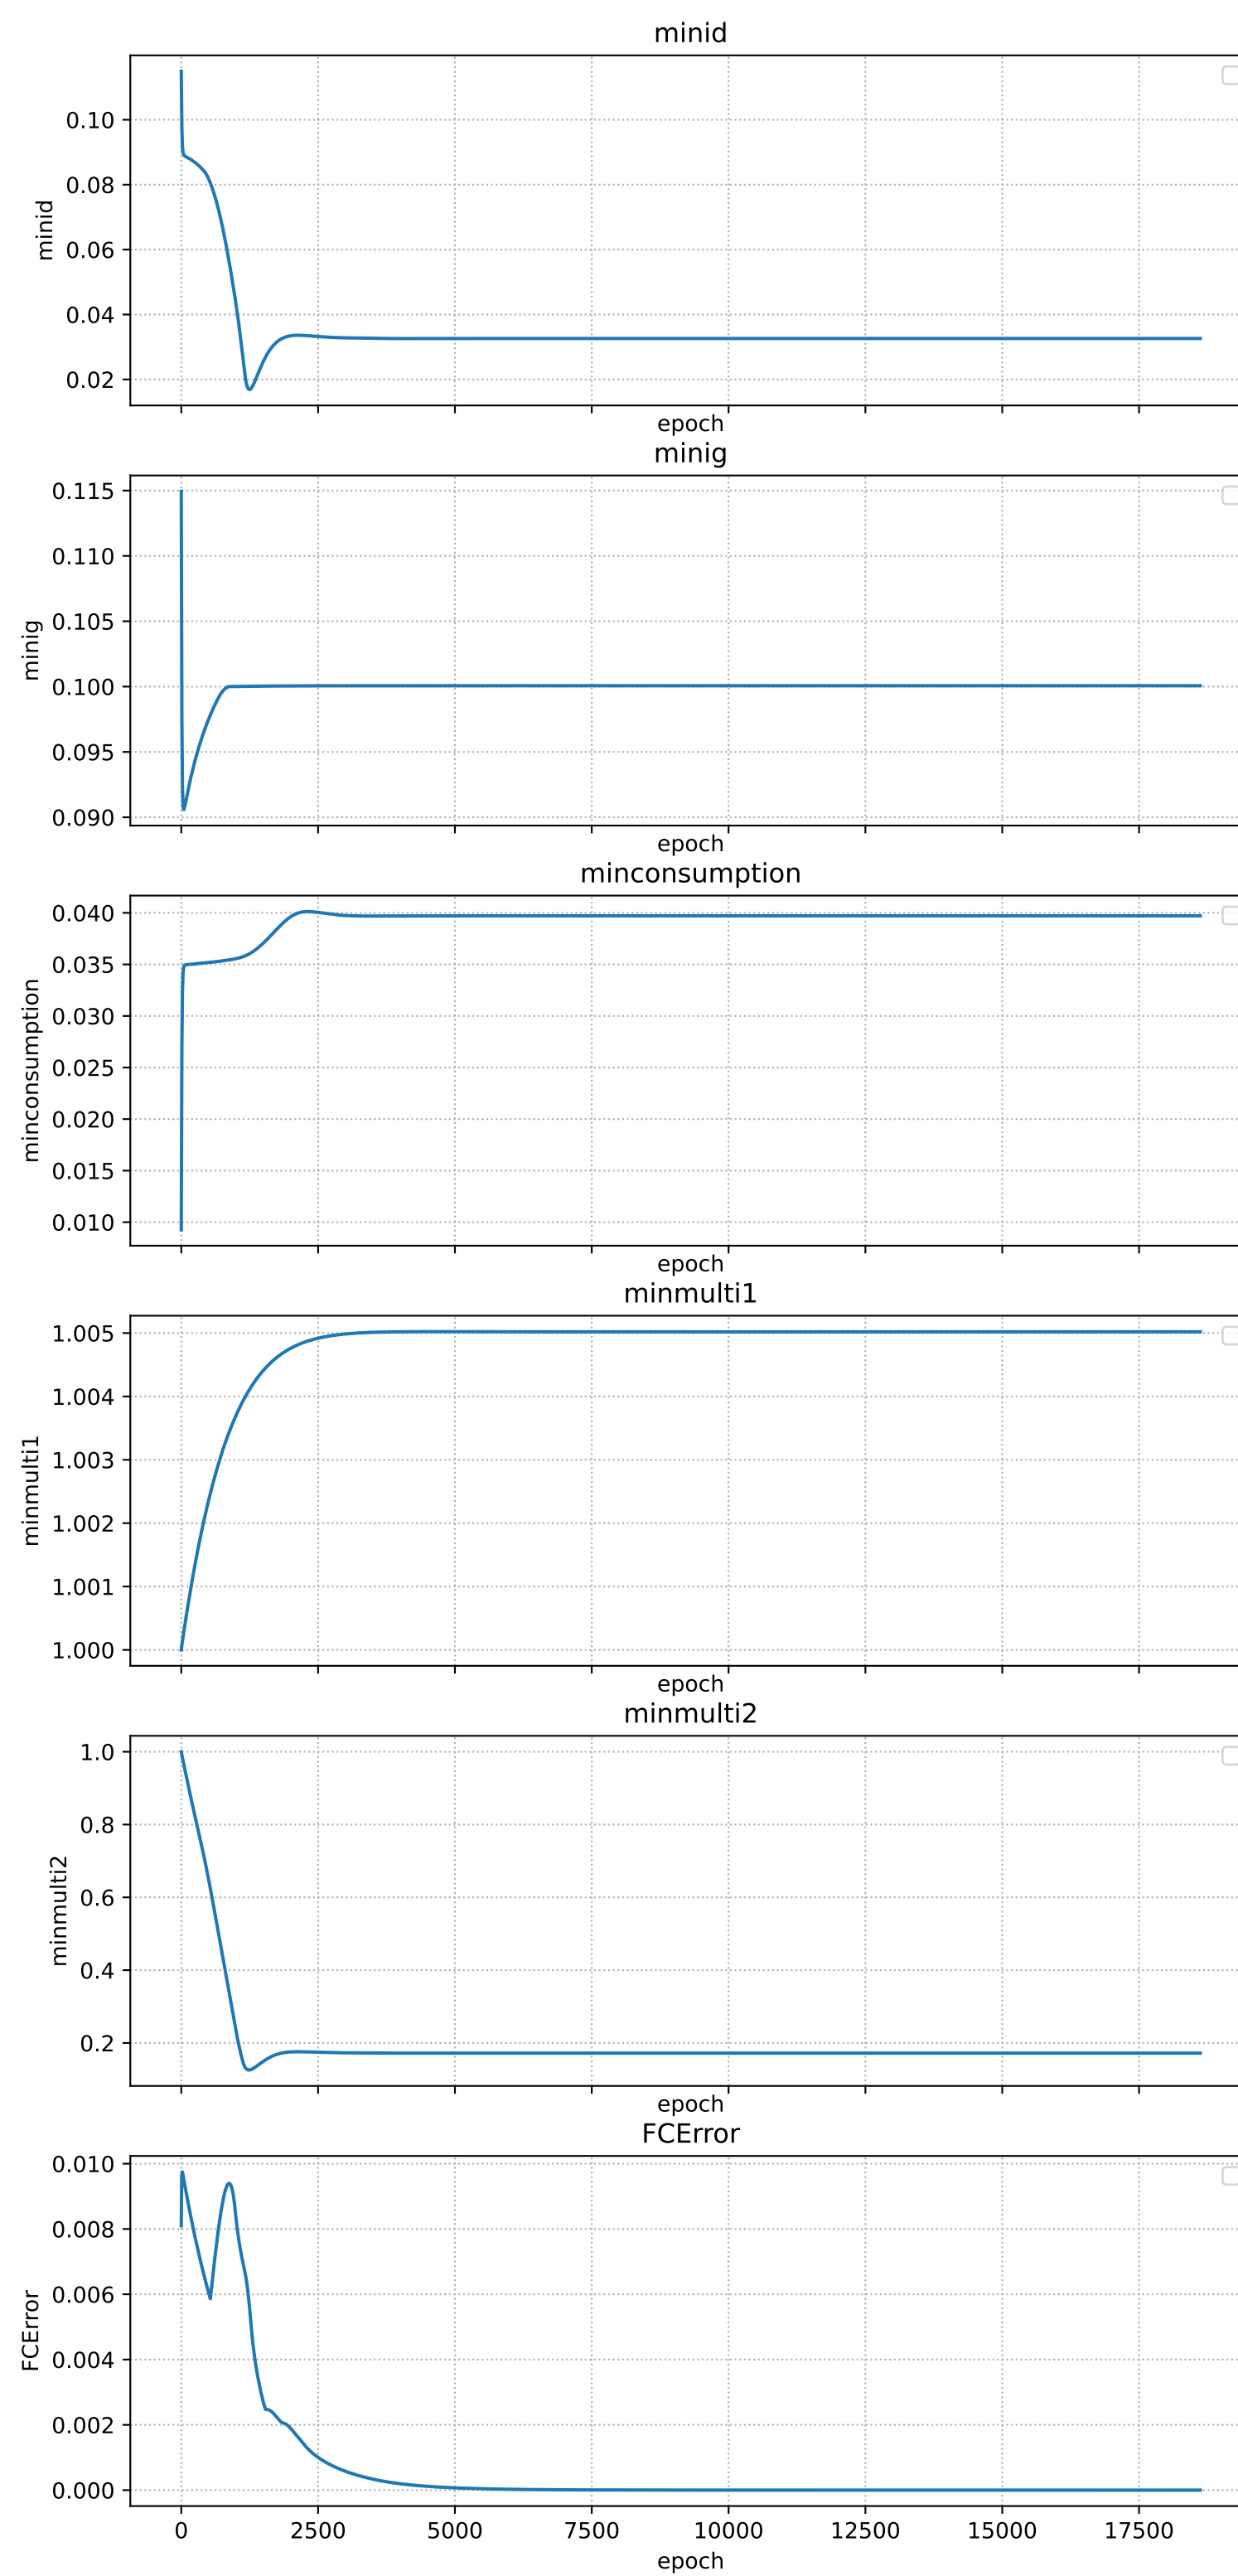 minid
0.10
0.08
0.06
0.04
0.02
minid
epoch
minig
0.115
0.110
0.105
0.100
0.095
0.090
minig
epoch
minconsumption
0.040
0.035
0.030
0.025
0.020
0.015
0.010
minconsumption
epoch
minmulti1
1.005
1.004
1.003
1.002
1.001
1.000
minmulti1
epoch
minmulti2
1.0
0.8
0.6
0.4
0.2
minmulti2
epoch
FCError
0.010
0.008
0.006
0.004
0.002
0.000
FCError
0 2500 5000 7500 10000 12500 15000 17500
epoch